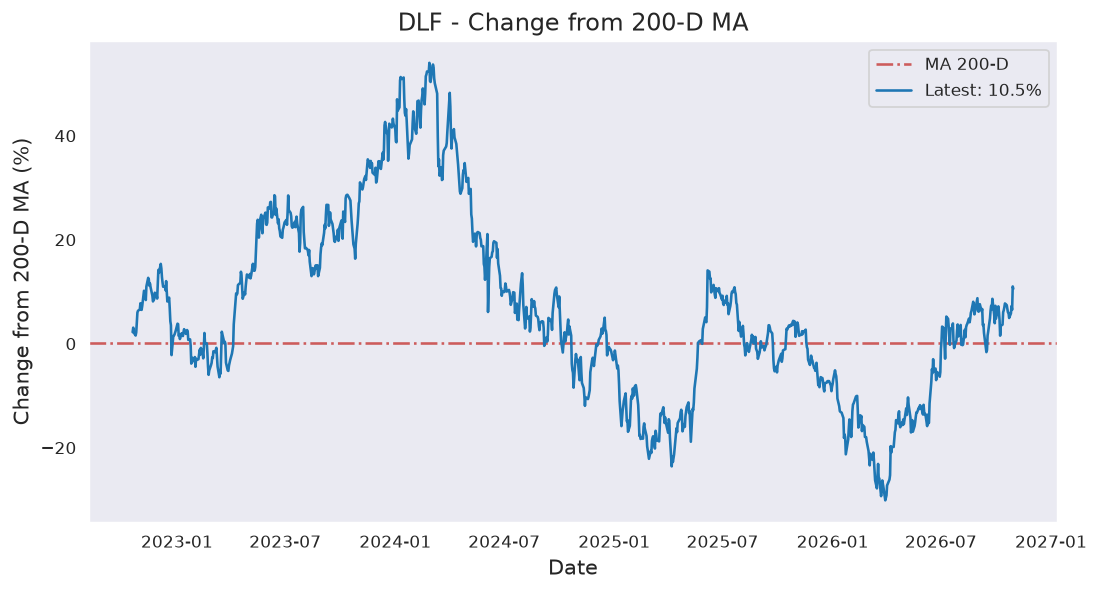 DLF - Change from 200-D MA
MA 200-D
Latest: 10.5%
Change from 200-D MA (%)
40
20
0
−20
2023-01
2023-07
2024-01
2024-07
2025-01
2025-07
2026-01
2026-07
2027-01
Date